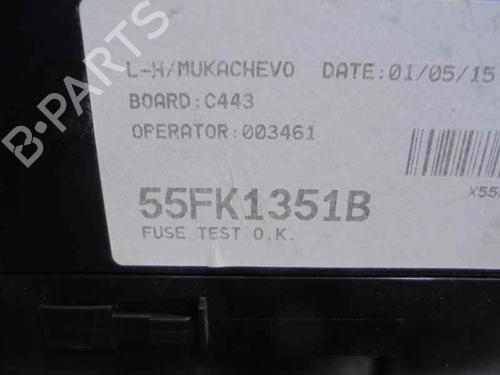 L-H/MUKACHEVO DATE:01/05/15
BOARD:C443
OPERATOR:003461
X55
55FK1351B
FUSE TEST O.K.
B-PARTS